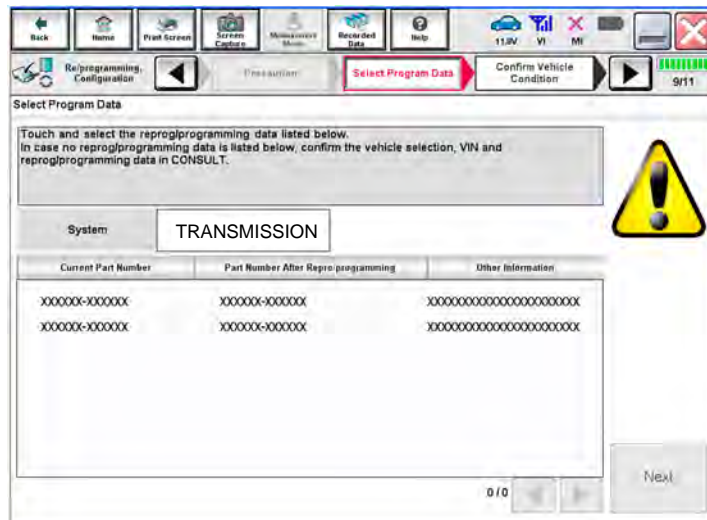 Back Home Print Screen Screen Capture Measurement Mode Recorded Data Help 11.8V VI MI
Re/programming, Configuration Precaution Select Program Data Confirm Vehicle Condition 9/11
Select Program Data
Touch and select the reprog/programming data listed below.
In case no reprog/programming data is listed below, confirm the vehicle selection, VIN and
reprog/programming data in CONSULT.
System TRANSMISSION
Current Part Number Part Number After Repro/programming Other Information
XXXXXX-XXXXXX XXXXXX-XXXXXX XXXXXXXXXXXXXXXXXXXXXXX
XXXXXX-XXXXXX XXXXXX-XXXXXX XXXXXXXXXXXXXXXXXXXXXXX
Next
0/0